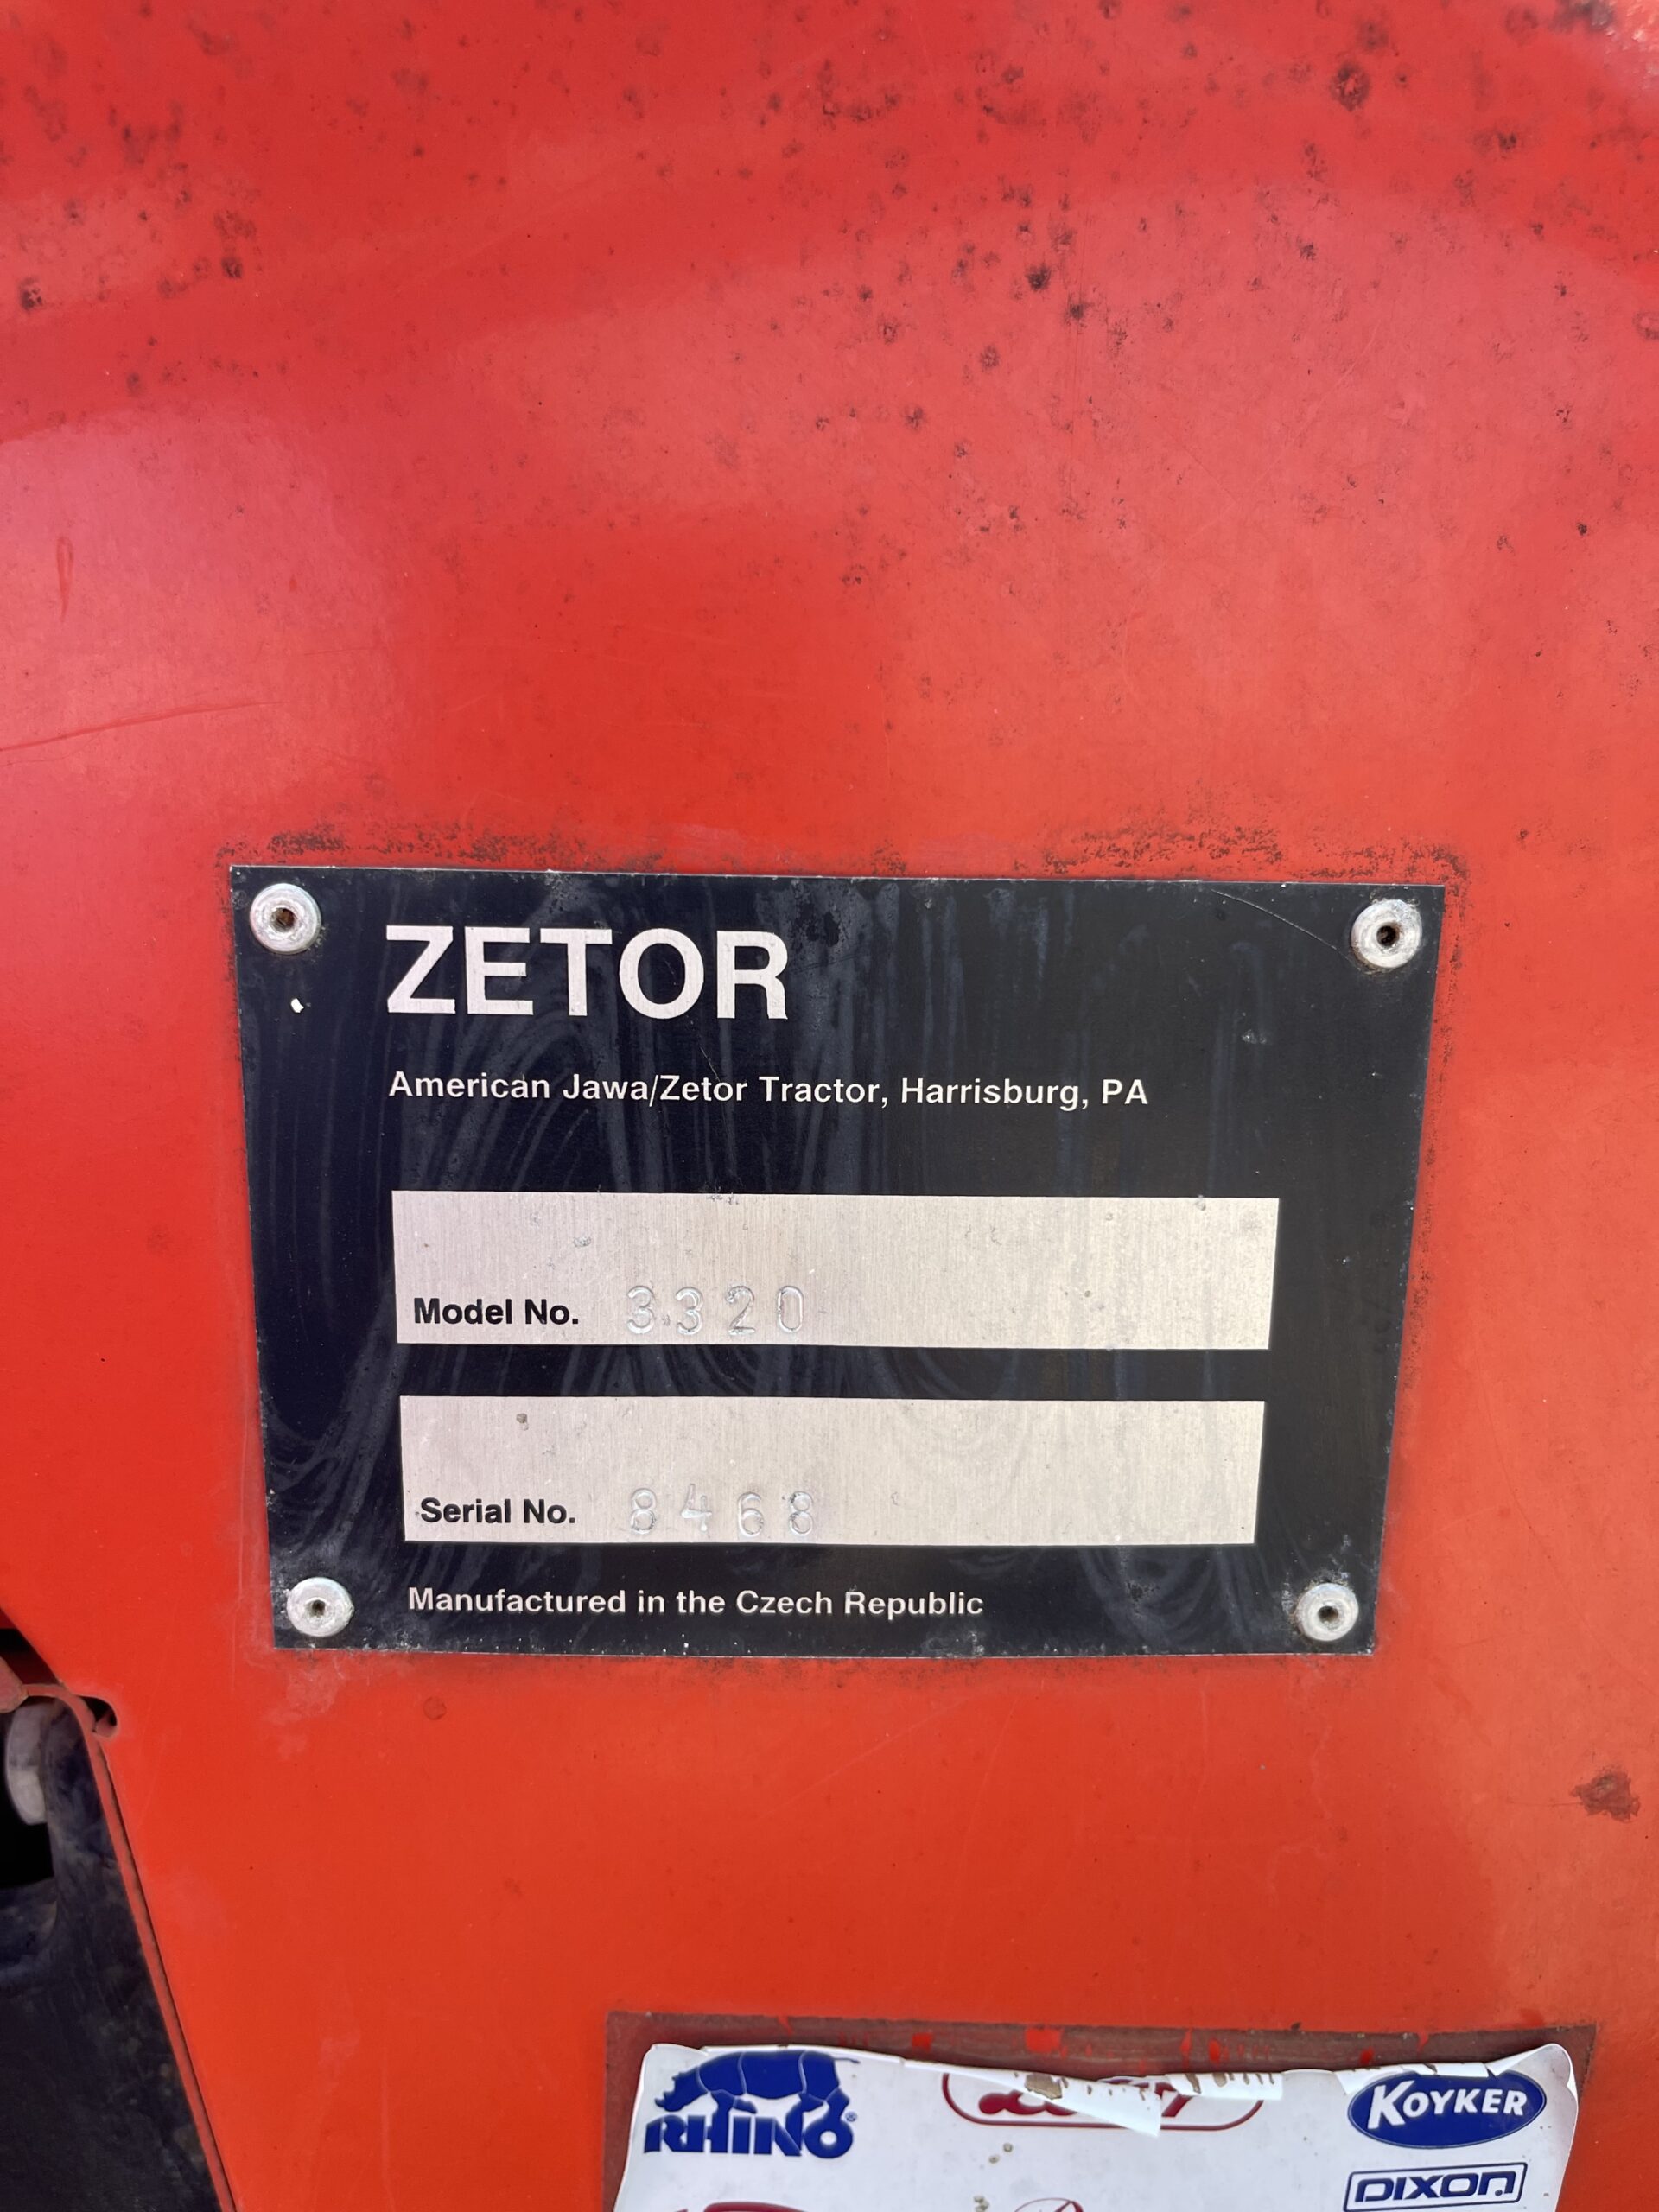 ZETOR
American Jawa/Zetor Tractor, Harrisburg, PA
Model No. 3320
Serial No. 8468
Manufactured in the Czech Republic
RHINO®
KOYKER
DIXON